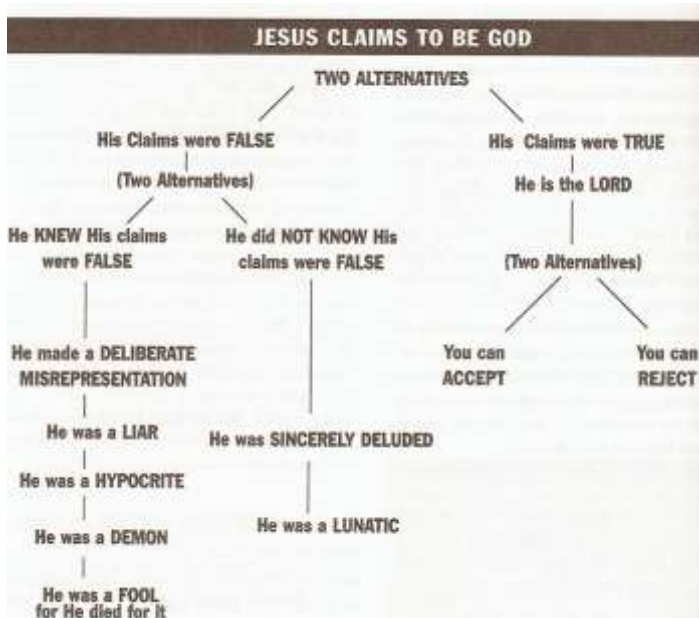 JESUS CLAIMS TO BE GOD
TWO ALTERNATIVES
His Claims were FALSE
(Two Alternatives)
He KNEW His claims
were FALSE
He made a DELIBERATE
MISREPRESENTATION
He was a LIAR
He was a HYPOCRITE
He was a DEMON
He was a FOOL
for He died for it
He did NOT KNOW His
claims were FALSE
He was SINCERELY DELUDED
He was a LUNATIC
His Claims were TRUE
He is the LORD
(Two Alternatives)
You can
ACCEPT
You can
REJECT